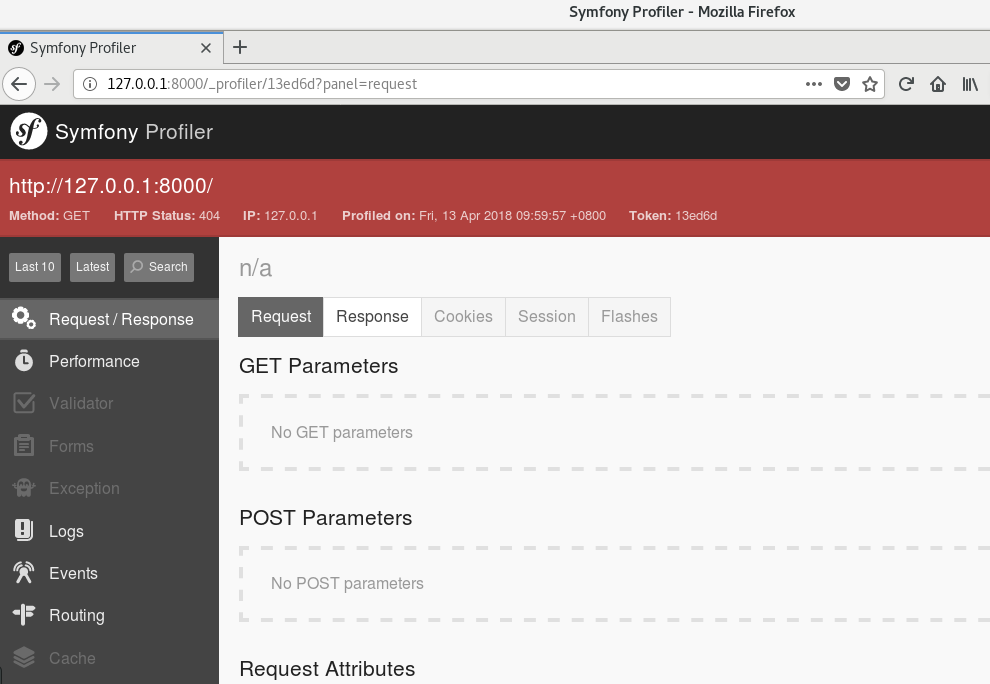 Symfony Profiler - Mozilla Firefox
sf Symfony Profiler
127.0.0.1:8000/_profiler/13ed6d?panel=request
sf Symfony Profiler
http://127.0.0.1:8000/
Method: GET HTTP Status: 404 IP: 127.0.0.1 Profiled on: Fri, 13 Apr 2018 09:59:57 +0800 Token: 13ed6d
Last 10 Latest Search
Request / Response
Performance
Validator
Forms
Exception
Logs
Events
Routing
Cache
n/a
Request Response Cookies Session Flashes
GET Parameters
No GET parameters
POST Parameters
No POST parameters
Request Attributes